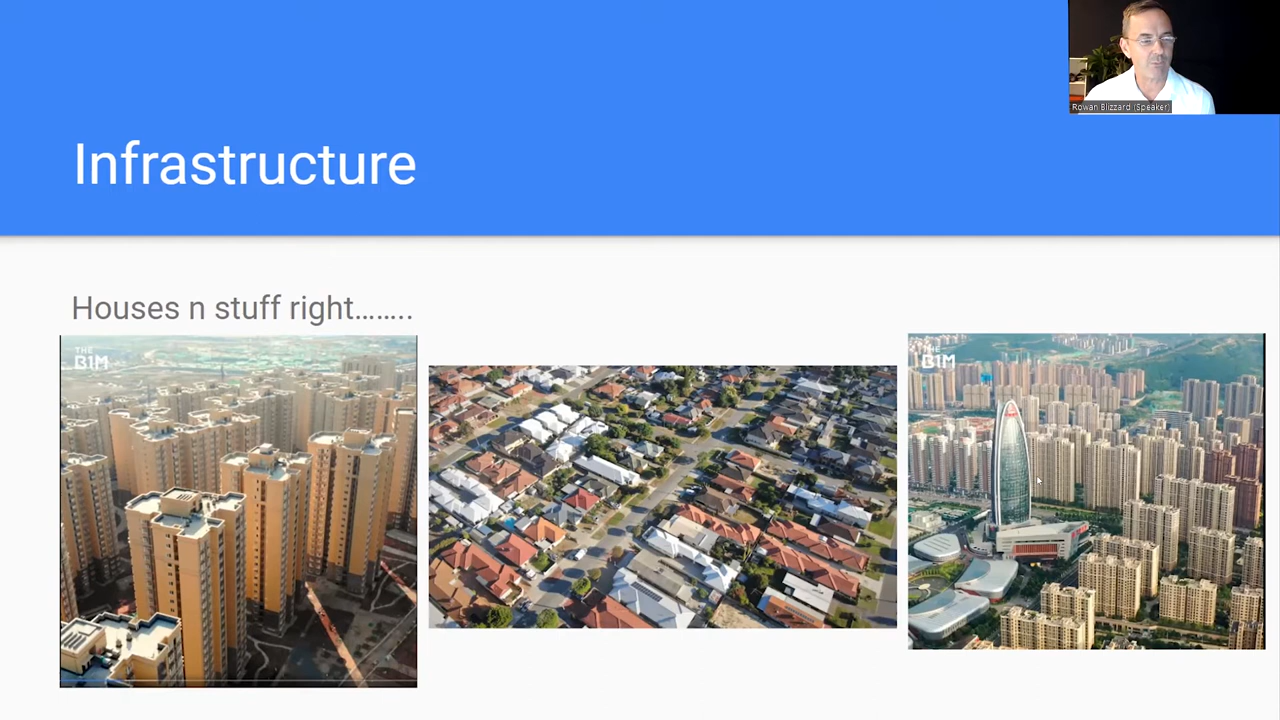 Rowan Blizzard (Speaker)
Infrastructure
Houses n stuff right……..
THE
B1M
THE
B1M